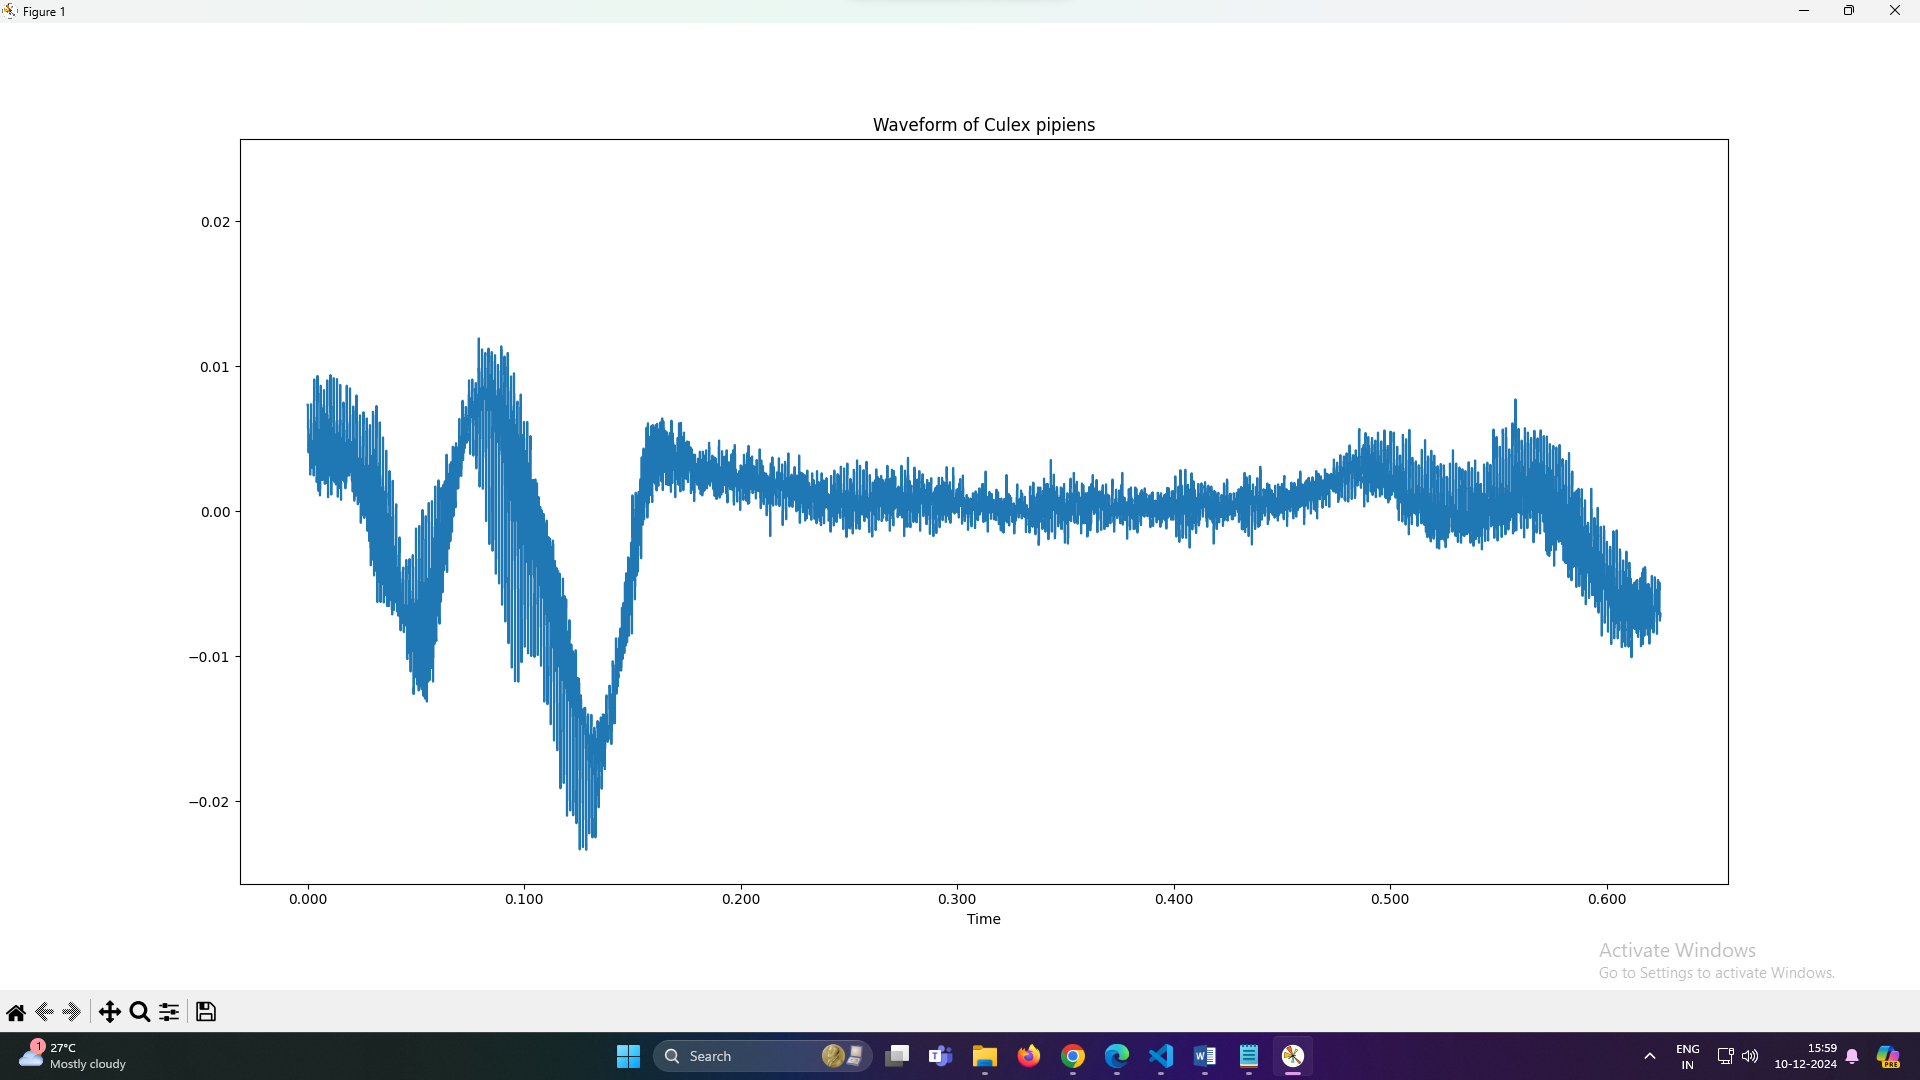 Figure 1
Waveform of Culex pipiens
0.02
0.01
0.00
−0.01
−0.02
0.000 0.100 0.200 0.300 0.400 0.500 0.600
Time
Activate Windows
Go to Settings to activate Windows.
1
27°C
Mostly cloudy
Search
ENG
IN
15:59
10-12-2024
PRE